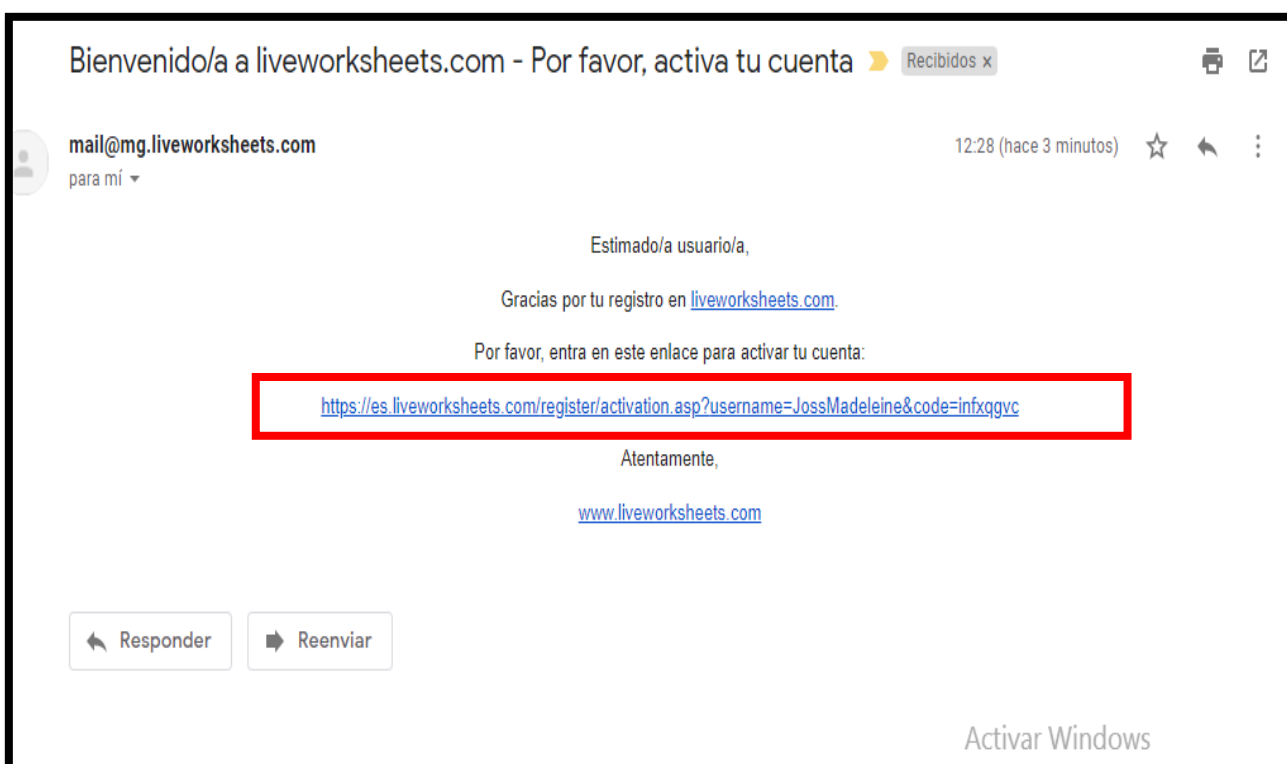 Bienvenido/a a liveworksheets.com - Por favor, activa tu cuenta Recibidos x
mail@mg.liveworksheets.com 12:28 (hace 3 minutos)
para mí
Estimado/a usuario/a,
Gracias por tu registro en liveworksheets.com.
Por favor, entra en este enlace para activar tu cuenta:
https://es.liveworksheets.com/register/activation.asp?username=JossMadeleine&code=infxqgvc
Atentamente,
www.liveworksheets.com
Responder Reenviar
Activar Windows